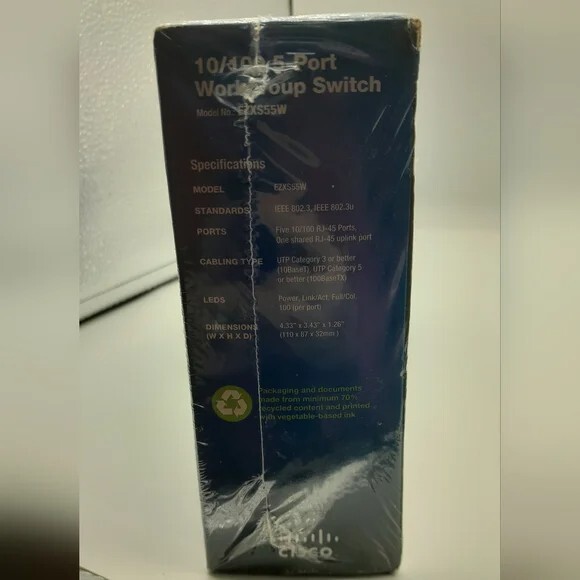 10/100 5-Port
Workgroup Switch
Model No.: EZXS55W
Specifications
MODEL EZXS55W
STANDARDS IEEE 802.3, IEEE 802.3u
PORTS Five 10/100 RJ-45 Ports,
One shared RJ-45 uplink port
CABLING TYPE UTP Category 3 or better
(10BaseT), UTP Category 5
or better (100BaseTX)
LEDS Power, Link/Act, Full/Col,
100 (per port)
DIMENSIONS 4.33" x 3.43" x 1.26"
(W X H X D) (110 x 87 x 32mm)
Packaging and documents
made from minimum 70%
recycled content and printed
with vegetable-based ink
CISCO